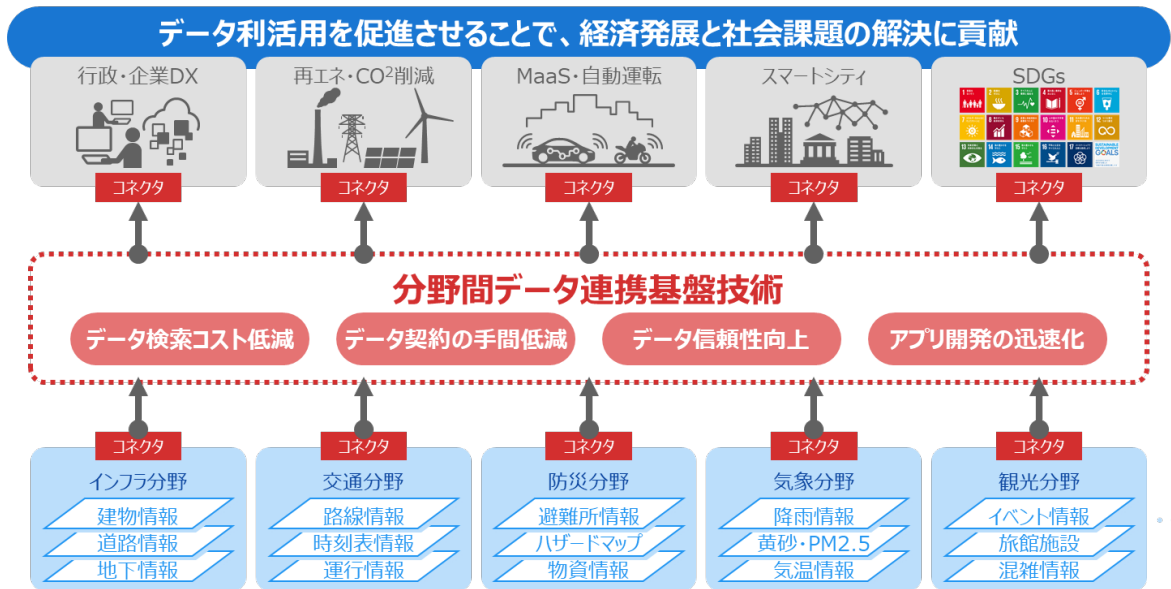 データ利活用を促進させることで、経済発展と社会課題の解決に貢献
行政・企業DX
再エネ・CO²削減
MaaS・自動運転
スマートシティ
SDGs
コネクタ
コネクタ
コネクタ
コネクタ
コネクタ
分野間データ連携基盤技術
データ検索コスト低減
データ契約の手間低減
データ信頼性向上
アプリ開発の迅速化
コネクタ
コネクタ
コネクタ
コネクタ
コネクタ
インフラ分野
建物情報
道路情報
地下情報
交通分野
路線情報
時刻表情報
運行情報
防災分野
避難所情報
ハザードマップ
物資情報
気象分野
降雨情報
黄砂・PM2.5
気温情報
観光分野
イベント情報
旅館施設
混雑情報